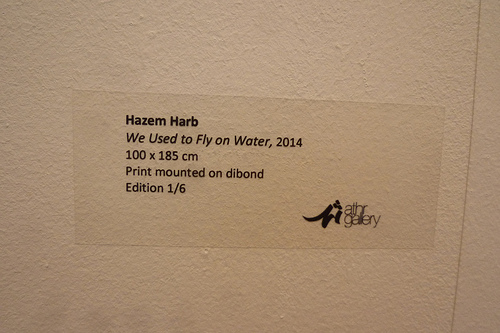 Hazem Harb
We Used to Fly on Water, 2014
100 x 185 cm
Print mounted on dibond
Edition 1/6
athr
gallery